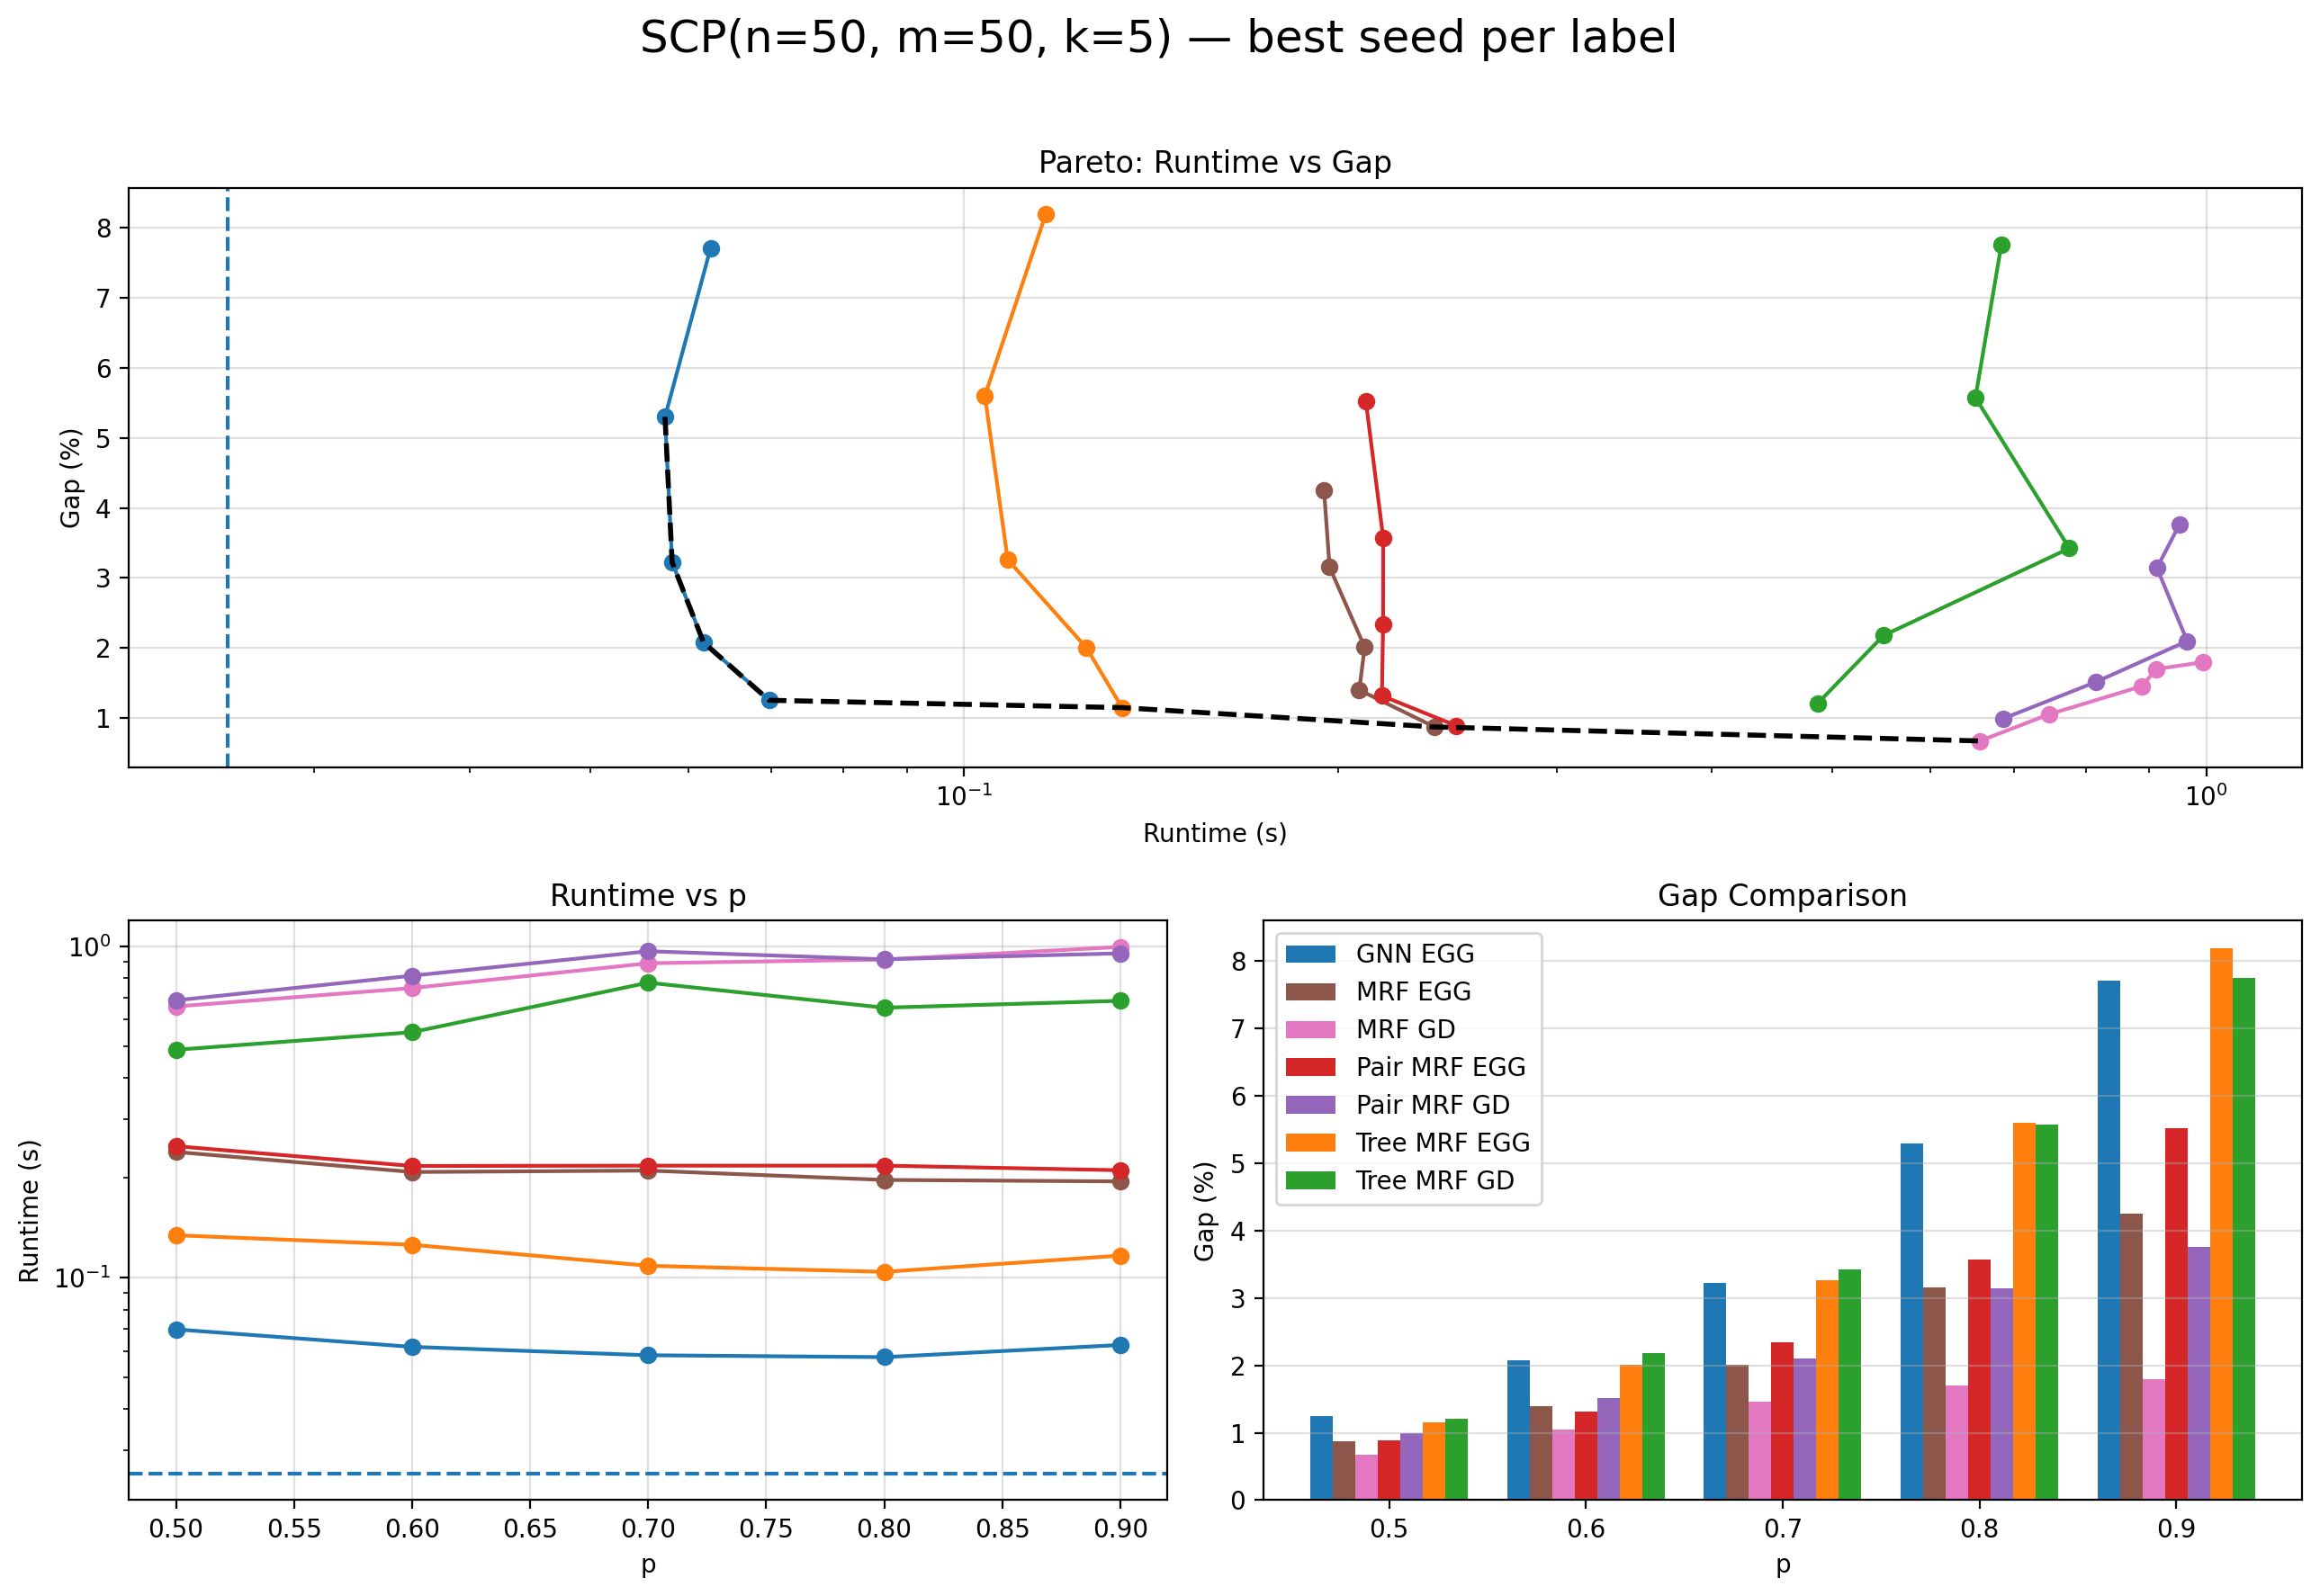 SCP(n=50, m=50, k=5) — best seed per label
Pareto: Runtime vs Gap
Gap (%)
8
7
6
5
4
3
2
1
10⁻¹
10⁰
Runtime (s)
Runtime vs p
Runtime (s)
10⁰
10⁻¹
0.50 0.55 0.60 0.65 0.70 0.75 0.80 0.85 0.90
p
Gap Comparison
Gap (%)
8
7
6
5
4
3
2
1
0
GNN EGG
MRF EGG
MRF GD
Pair MRF EGG
Pair MRF GD
Tree MRF EGG
Tree MRF GD
0.5 0.6 0.7 0.8 0.9
p